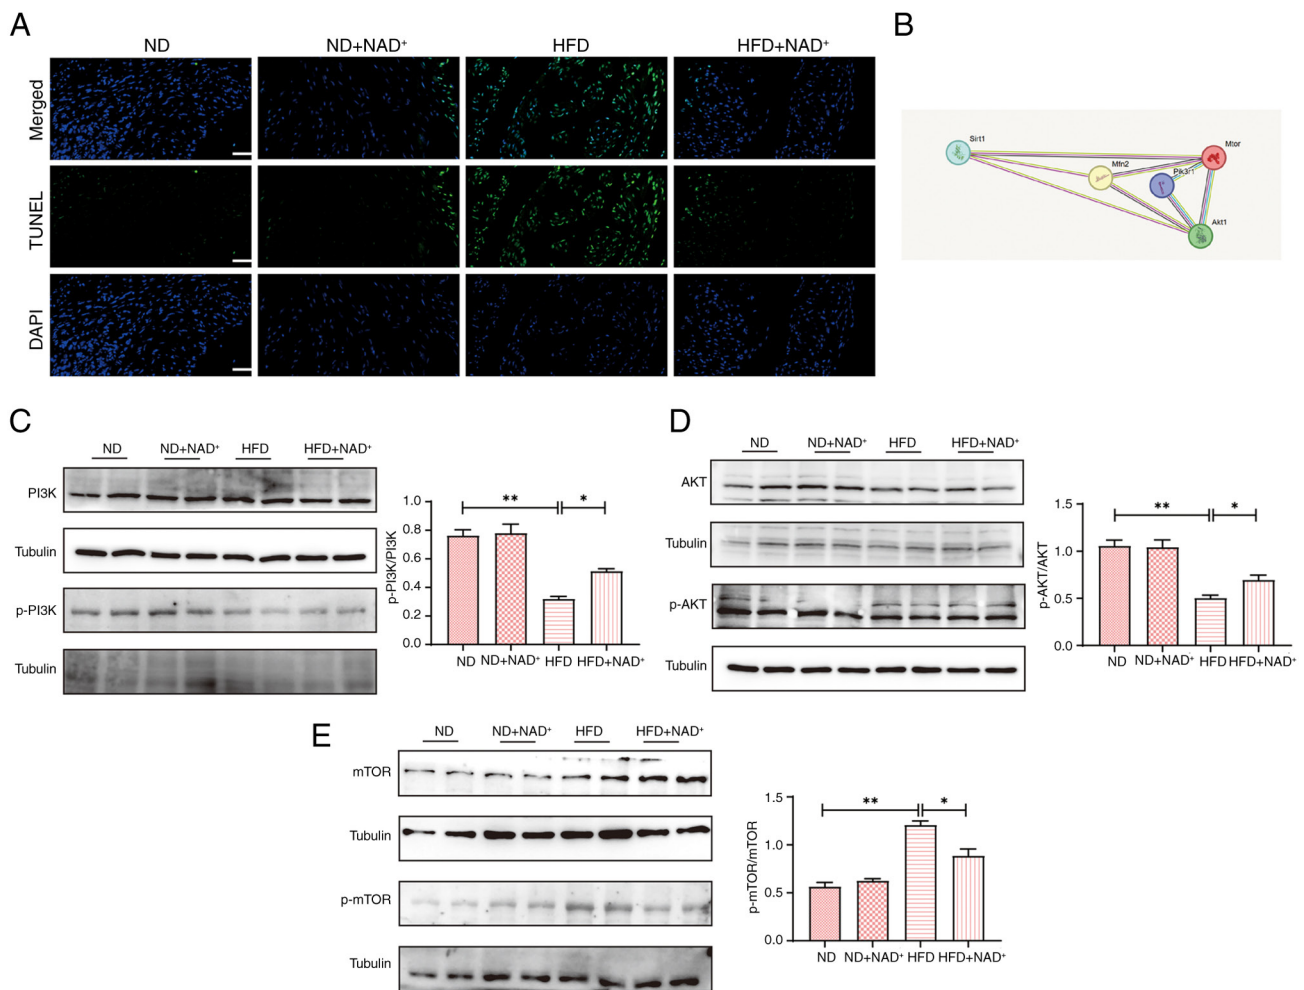 A
B
ND ND+NAD⁺ HFD HFD+NAD⁺
Merged
TUNEL
DAPI
Sirt1
Mfn2
Pik3r1
Mtor
Akt1
C
ND ND+NAD⁺ HFD HFD+NAD⁺
PI3K
Tubulin
p-PI3K
Tubulin
p-PI3K/PI3K
1.0
0.8
0.6
0.4
0.2
0.0
** *
ND ND+NAD⁺ HFD HFD+NAD⁺
D
ND ND+NAD⁺ HFD HFD+NAD⁺
AKT
Tubulin
p-AKT
Tubulin
p-AKT/AKT
1.5
1.0
0.5
0.0
** *
ND ND+NAD⁺ HFD HFD+NAD⁺
E
ND ND+NAD⁺ HFD HFD+NAD⁺
mTOR
Tubulin
p-mTOR
Tubulin
p-mTOR/mTOR
1.5
1.0
0.5
0.0
** *
ND ND+NAD⁺ HFD HFD+NAD⁺